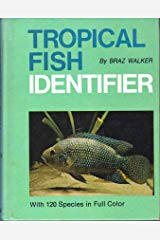 TROPICAL
FISH
By BRAZ WALKER
IDENTIFIER
With 120 Species in Full Color